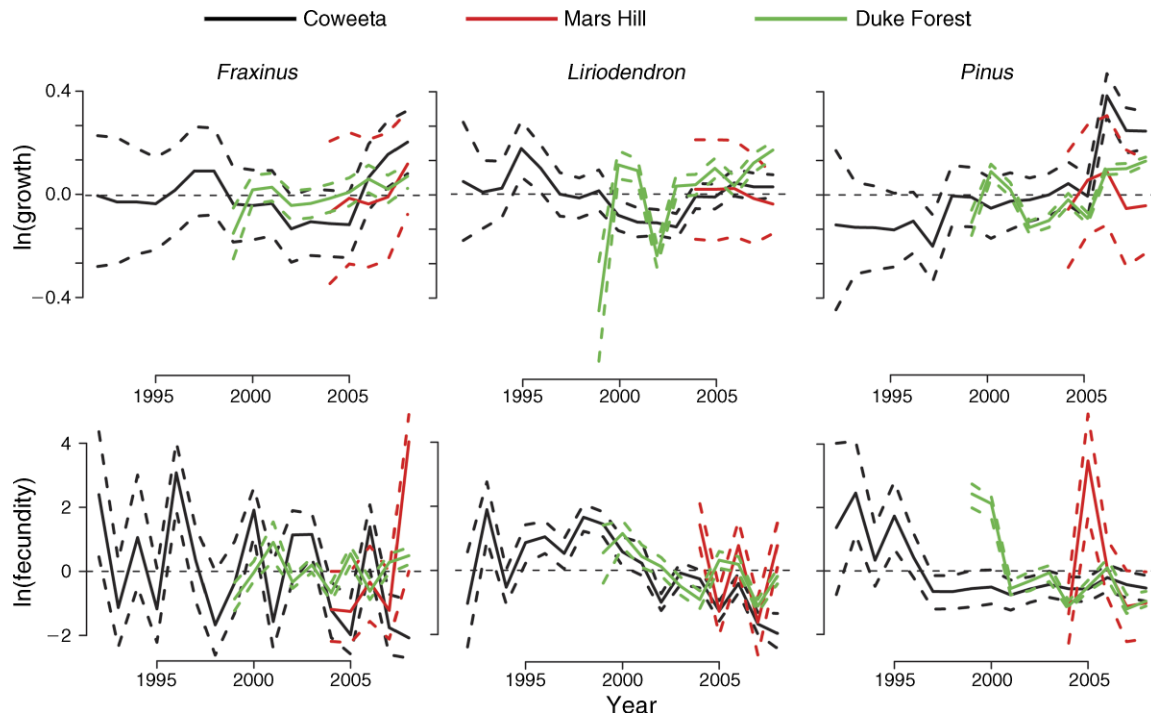 Coweeta Mars Hill Duke Forest
Fraxinus Liriodendron Pinus
ln(growth)
0.4
0.0
−0.4
1995 2000 2005 1995 2000 2005 1995 2000 2005
ln(fecundity)
4
2
0
−2
1995 2000 2005 1995 2000 2005 1995 2000 2005
Year